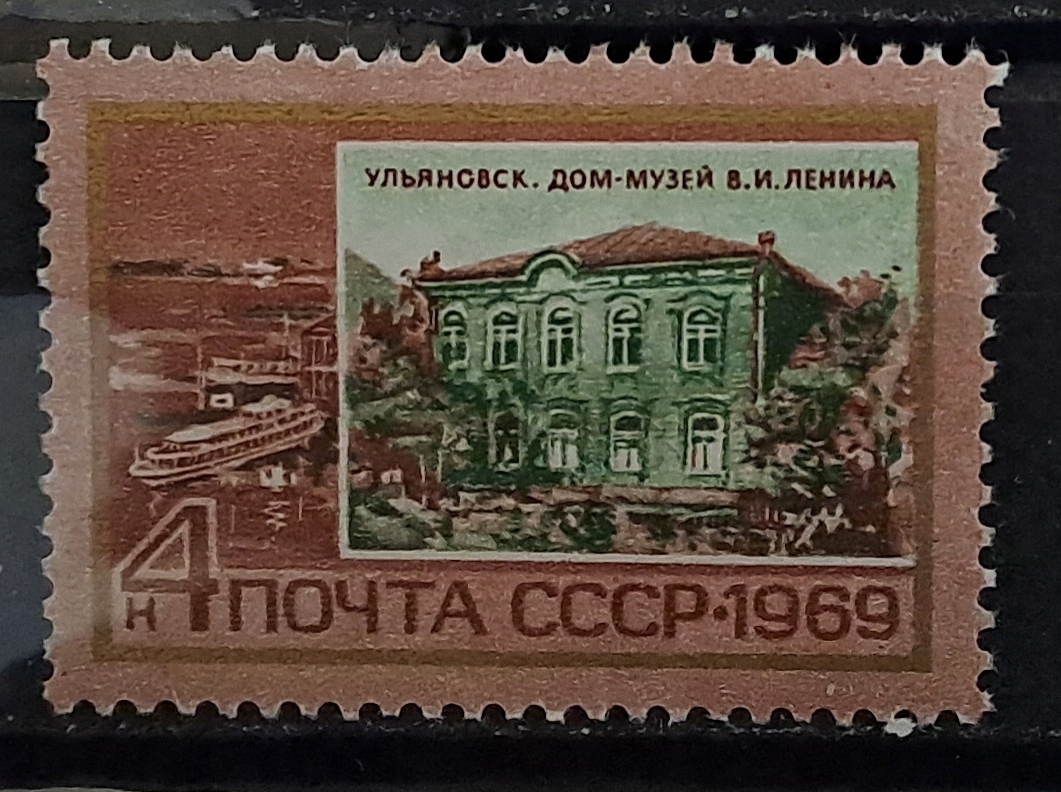 УЛЬЯНОВСК. ДОМ-МУЗЕЙ В.И.ЛЕНИНА
4 К ПОЧТА СССР·1969